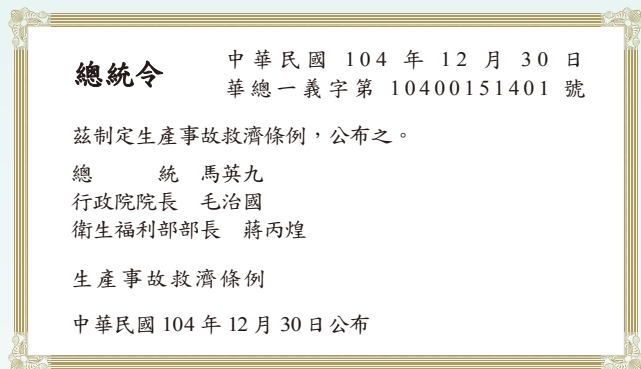 總統令
中華民國 104 年 12 月 30 日
華總一義字第 10400151401 號
茲制定生產事故救濟條例，公布之。
總　　　統　馬英九
行政院院長　毛治國
衛生福利部部長　蔣丙煌
生產事故救濟條例
中華民國 104 年 12 月 30 日公布